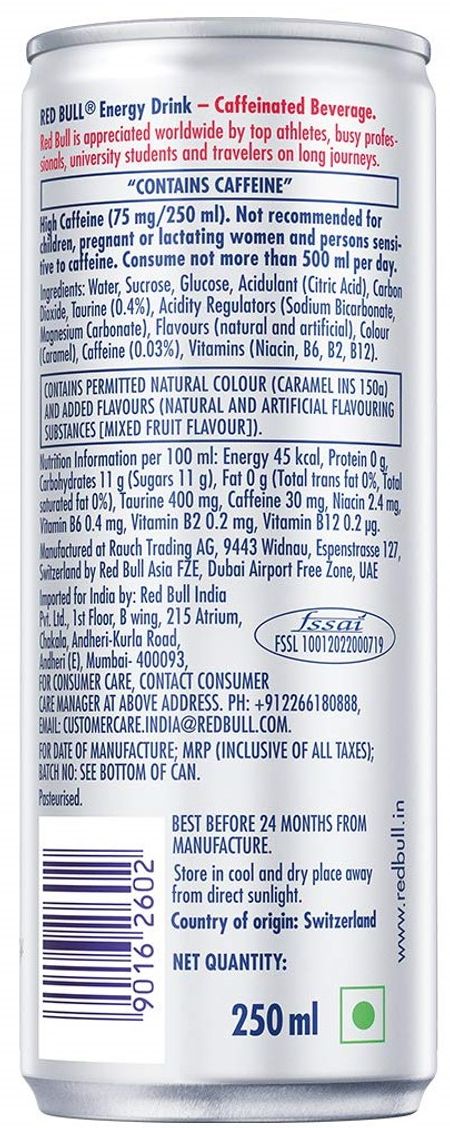 RED BULL® Energy Drink – Caffeinated Beverage.
Red Bull is appreciated worldwide by top athletes, busy profes-
sionals, university students and travelers on long journeys.
“CONTAINS CAFFEINE”
High Caffeine (75 mg/250 ml). Not recommended for
children, pregnant or lactating women and persons sensi-
tive to caffeine. Consume not more than 500 ml per day.
Ingredients: Water, Sucrose, Glucose, Acidulant (Citric Acid), Carbon
Dioxide, Taurine (0.4%), Acidity Regulators (Sodium Bicarbonate,
Magnesium Carbonate), Flavours (natural and artificial), Colour
(Caramel), Caffeine (0.03%), Vitamins (Niacin, B6, B2, B12).
CONTAINS PERMITTED NATURAL COLOUR (CARAMEL INS 150a)
AND ADDED FLAVOURS (NATURAL AND ARTIFICIAL FLAVOURING
SUBSTANCES [MIXED FRUIT FLAVOUR]).
Nutrition Information per 100 ml: Energy 45 kcal, Protein 0 g,
Carbohydrates 11 g (Sugars 11 g), Fat 0 g (Total trans fat 0%, Total
saturated fat 0%), Taurine 400 mg, Caffeine 30 mg, Niacin 2.4 mg,
Vitamin B6 0.4 mg, Vitamin B2 0.2 mg, Vitamin B12 0.2 µg.
Manufactured at Rauch Trading AG, 9443 Widnau, Espenstrasse 127,
Switzerland by Red Bull Asia FZE, Dubai Airport Free Zone, UAE
Imported for India by: Red Bull India
Pvt. Ltd., 1st Floor, B wing, 215 Atrium,
Chakala, Andheri-Kurla Road,
Andheri (E), Mumbai- 400093,
fssai
FSSL 10012022000719
FOR CONSUMER CARE, CONTACT CONSUMER
CARE MANAGER AT ABOVE ADDRESS. PH: +912266180888,
EMAIL: CUSTOMERCARE.INDIA@REDBULL.COM.
FOR DATE OF MANUFACTURE; MRP (INCLUSIVE OF ALL TAXES);
BATCH NO: SEE BOTTOM OF CAN.
Pasteurised.
90162602
BEST BEFORE 24 MONTHS FROM
MANUFACTURE.
Store in cool and dry place away
from direct sunlight.
Country of origin: Switzerland
NET QUANTITY:
250 ml
www.redbull.in